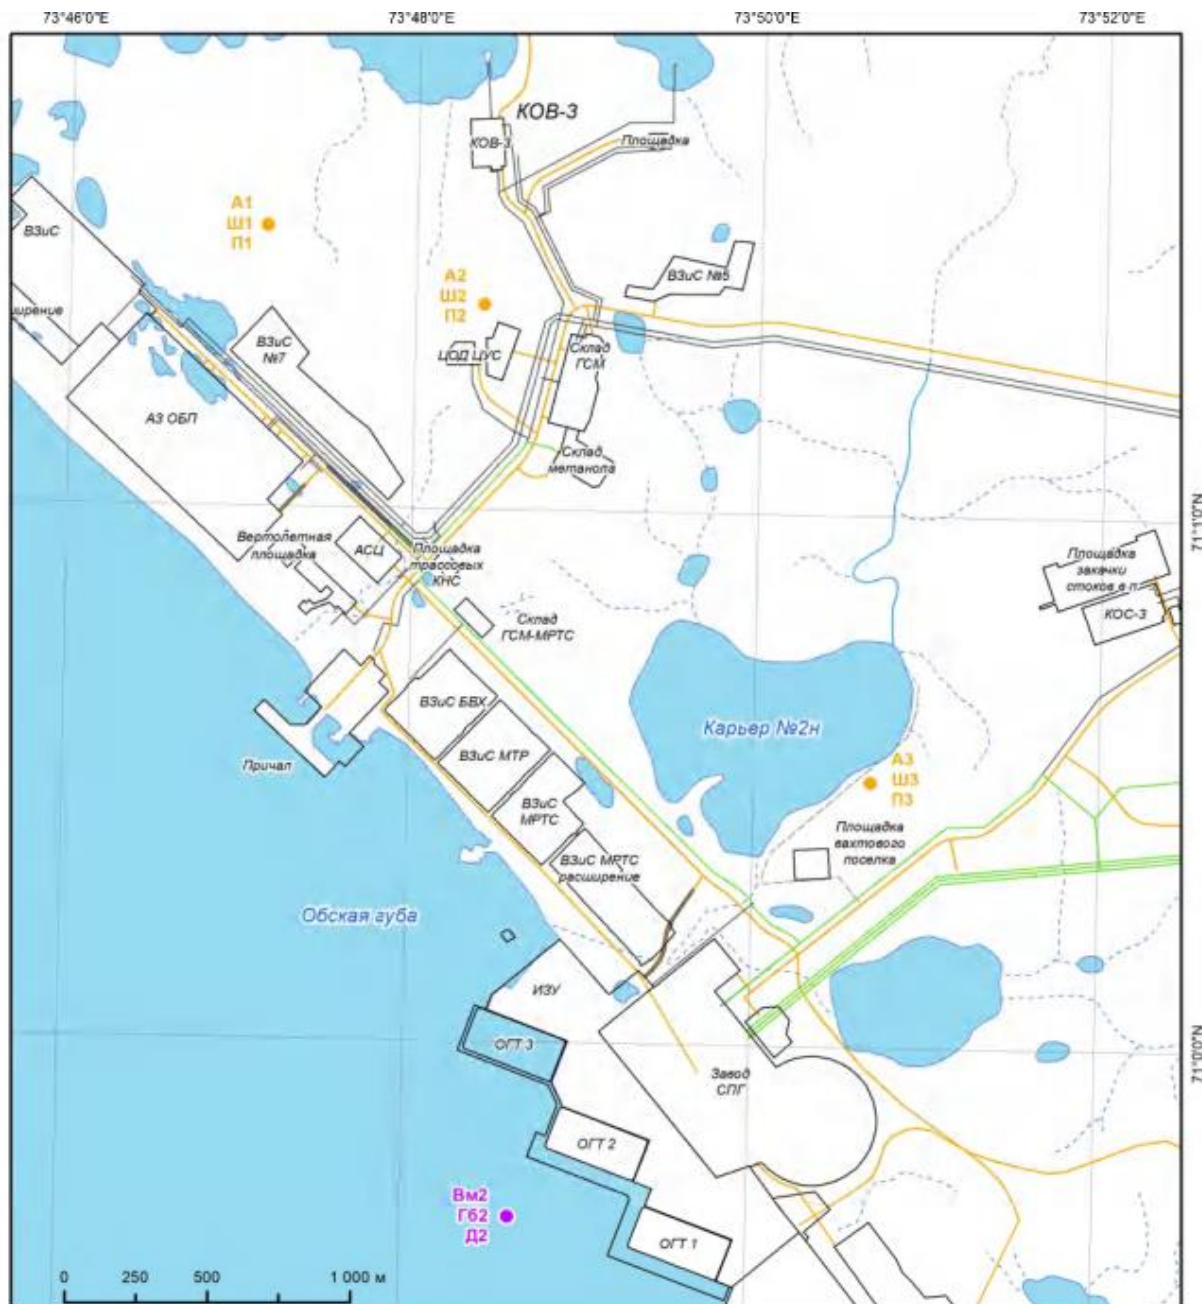 73°46'0"E
73°48'0"E
73°50'0"E
73°52'0"E
КОВ-3
КОВ-3
Площадка
А1
Ш1
П1
ВЗиС
ширение
А2
Ш2
П2
ВЗиС №5
ВЗиС
№7
ЦОД ЦУС
Склад
ГСМ
АЗ ОБП
Склад
метанола
71°1'0"N
Вертолетная
площадка
АСЦ
Площадка
трассовых
КНС
Площадка
закачки
стоков в п
КОС-3
Склад
ГСМ-МРТС
ВЗиС БВХ
Карьер №2н
ВЗиС МТР
Причал
А3
Ш3
П3
ВЗиС
МРТС
Площадка
вахтового
поселка
ВЗиС МРТС
расширение
Обская губа
ИЗУ
ОГТ 3
71°0'0"N
Завод
СПГ
ОГТ 2
Вм2
Гб2
Д2
ОГТ 1
0 250 500 1 000 м